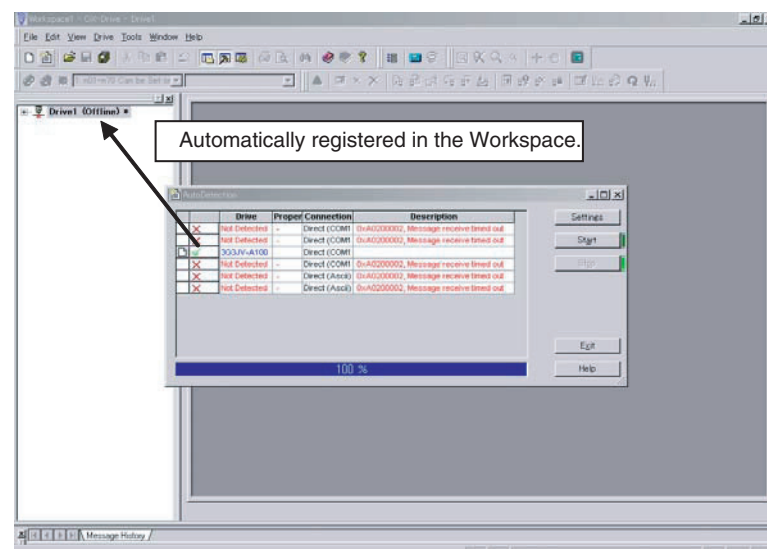 Workspace1 - CX-Drive - Drive1
File Edit View Drive Tools Window Help
Drive1 (Offline)
Automatically registered in the Workspace.
AutoDetection
Drive Proper Connection Description
Not Detected - Direct (COM1 0xA0200002, Message receive timed out
Not Detected - Direct (COM1 0xA0200002, Message receive timed out
3G3JV-A100 Direct (COM1
Not Detected - Direct (COM1 0xA0200002, Message receive timed out
Not Detected - Direct (Ascii) 0xA0200002, Message receive timed out
Not Detected - Direct (Ascii) 0xA0200002, Message receive timed out
Settings
Start
Stop
Exit
Help
100 %
Message History